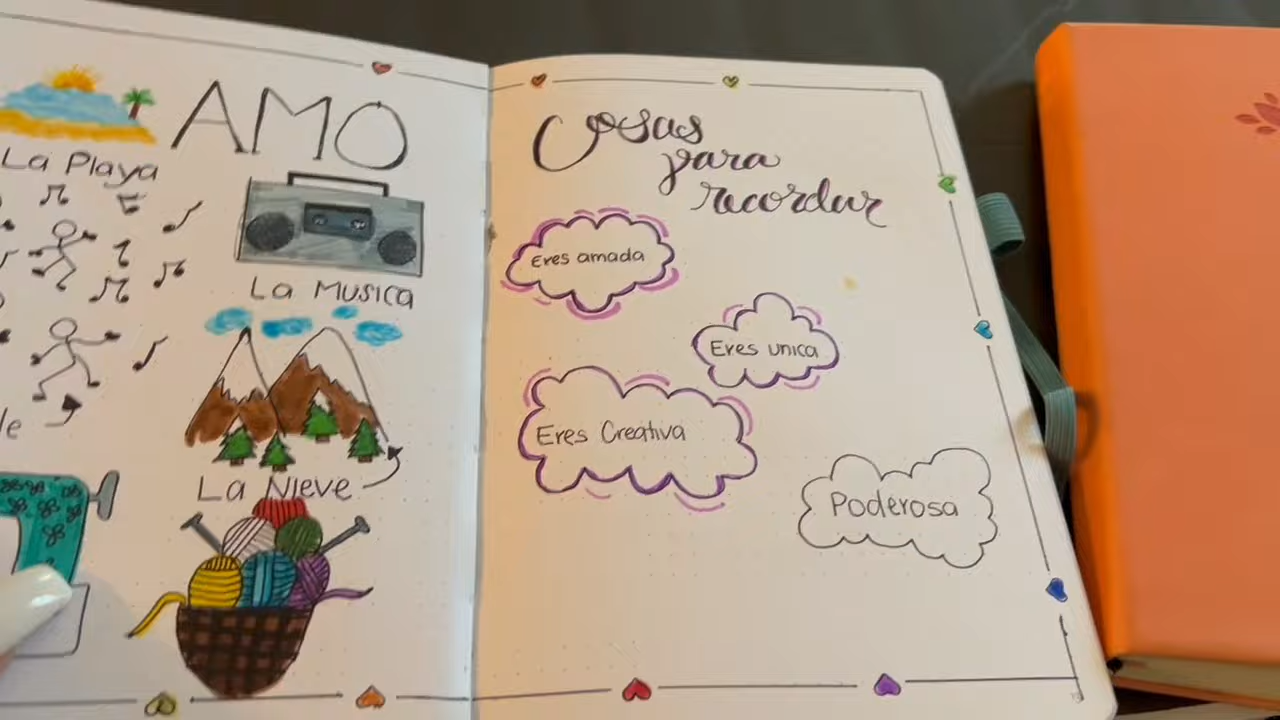 AMO
La Playa
La Musica
La Nieve
Cosas
para
recordar
Eres amada
Eres unica
Eres Creativa
Poderosa